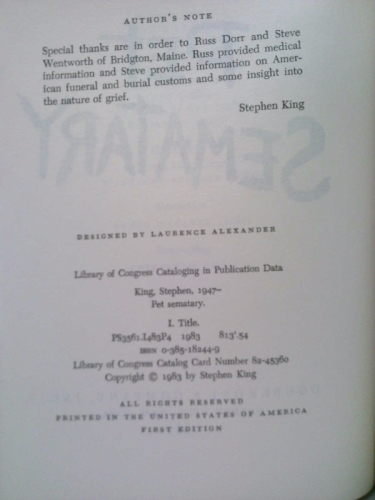 AUTHOR'S NOTE
Special thanks are in order to Russ Dorr and Steve
Wentworth of Bridgton, Maine. Russ provided medical
information and Steve provided information on Amer-
ican funeral and burial customs and some insight into
the nature of grief.
Stephen King
SEMATARY
DESIGNED BY LAURENCE ALEXANDER
Library of Congress Cataloging in Publication Data
King, Stephen, 1947–
Pet sematary.
I. Title.
PS3561.I483P4 1983 813'.54
ISBN 0-385-18244-9
Library of Congress Catalog Card Number 82-45360
Copyright © 1983 by Stephen King
ALL RIGHTS RESERVED
PRINTED IN THE UNITED STATES OF AMERICA
FIRST EDITION